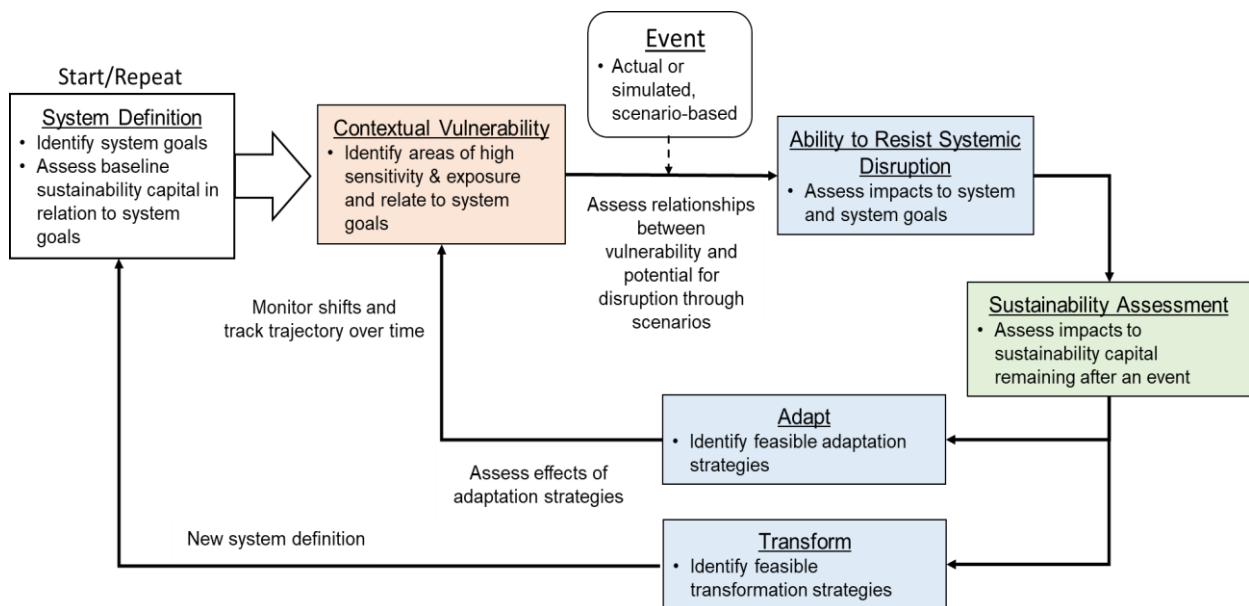 Start/Repeat
System Definition
• Identify system goals
• Assess baseline
sustainability capital in
relation to system
goals
Contextual Vulnerability
• Identify areas of high
sensitivity & exposure
and relate to system
goals
Event
• Actual or
simulated,
scenario-based
Assess relationships
between
vulnerability and
potential for
disruption through
scenarios
Ability to Resist Systemic
Disruption
• Assess impacts to system
and system goals
Sustainability Assessment
• Assess impacts to
sustainability capital
remaining after an event
Adapt
• Identify feasible adaptation
strategies
Monitor shifts and
track trajectory over time
Assess effects of
adaptation strategies
Transform
• Identify feasible
transformation strategies
New system definition